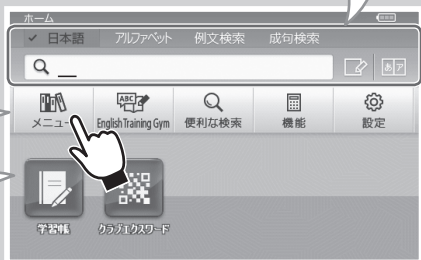 ホーム
日本語 アルファベット 例文検索 成句検索
あ ア
メニュー English Training Gym 便利な検索 機能 設定
ABC
学習帳 クラブエクスワード